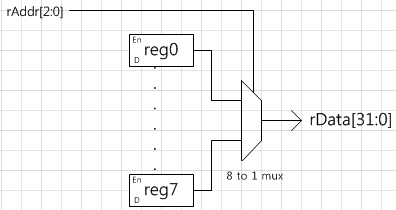 rAddr[2:0]
En
reg0
D
rData[31:0]
En
reg7
D
8 to 1 mux